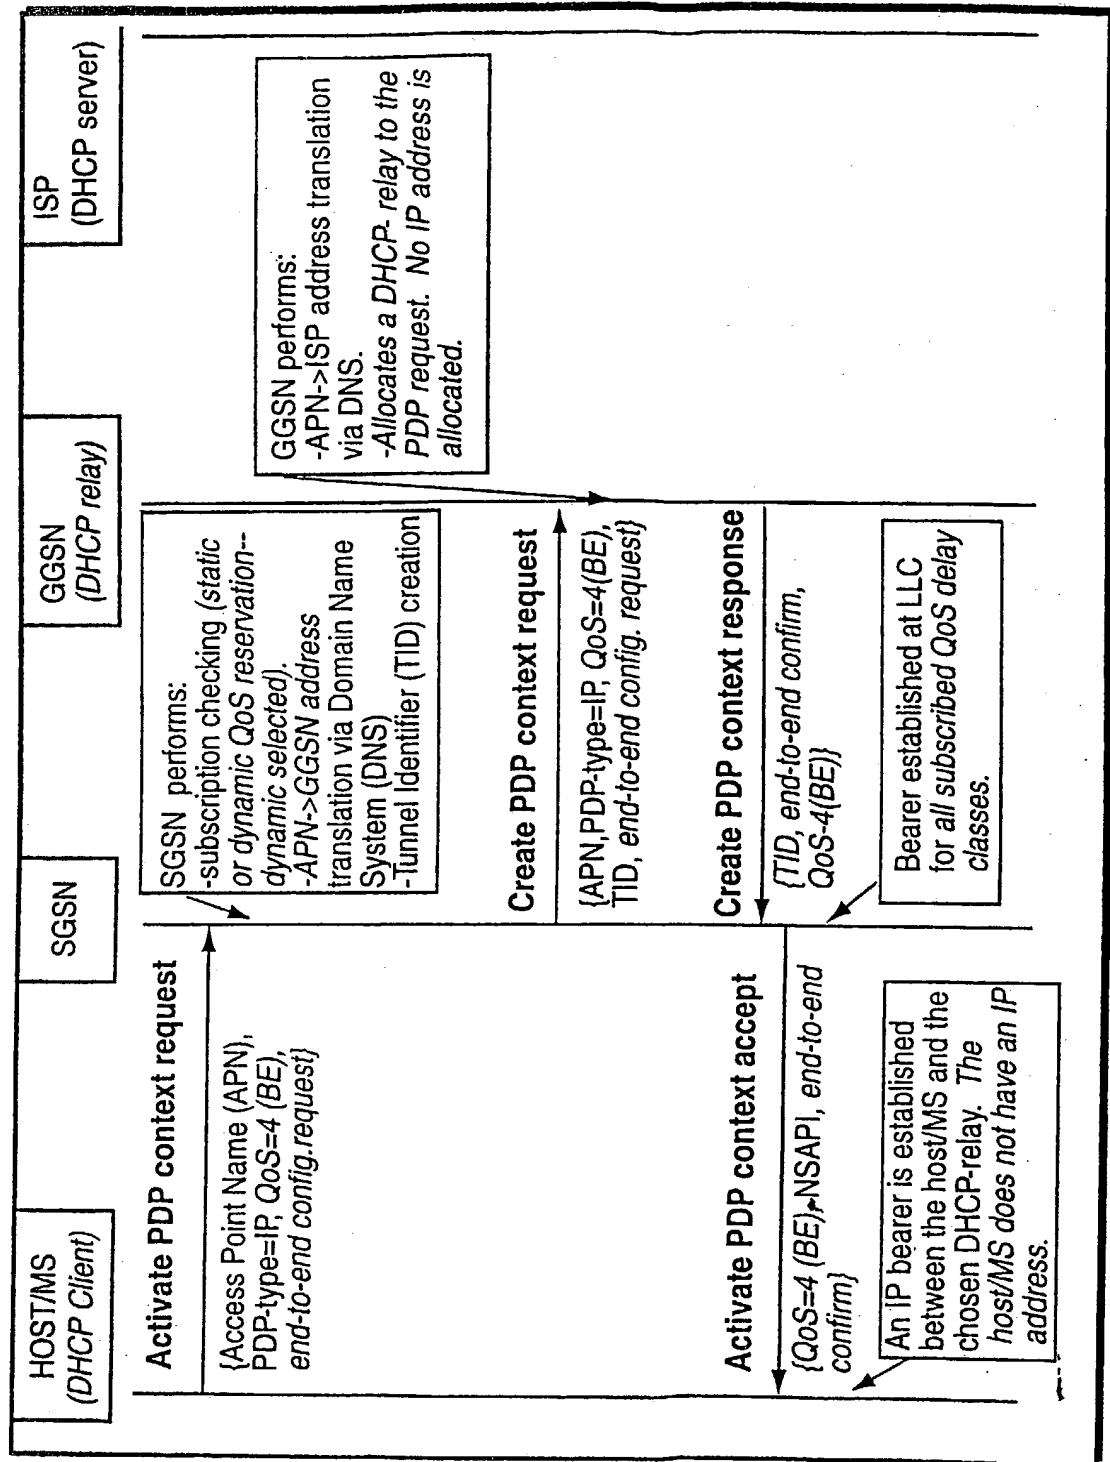 HOST/MS
(DHCP Client)
SGSN
GGSN
(DHCP relay)
ISP
(DHCP server)
Activate PDP context request
{Access Point Name (APN),
PDP-type=IP, QoS=4 (BE),
end-to-end config.request}
SGSN performs:
-subscription checking (static
or dynamic QoS reservation--
dynamic selected).
-APN->GGSN address
translation via Domain Name
System (DNS)
-Tunnel Identifier (TID) creation
GGSN performs:
-APN->ISP address translation
via DNS.
-Allocates a DHCP- relay to the
PDP request. No IP address is
allocated.
Create PDP context request
{APN,PDP-type=IP, QoS=4(BE),
TID, end-to-end config. request}
Create PDP context response
{TID, end-to-end confirm,
QoS-4(BE)}
Activate PDP context accept
{QoS=4 (BE), NSAPI, end-to-end
confirm}
Bearer established at LLC
for all subscribed QoS delay
classes.
An IP bearer is established
between the host/MS and the
chosen DHCP-relay. The
host/MS does not have an IP
address.